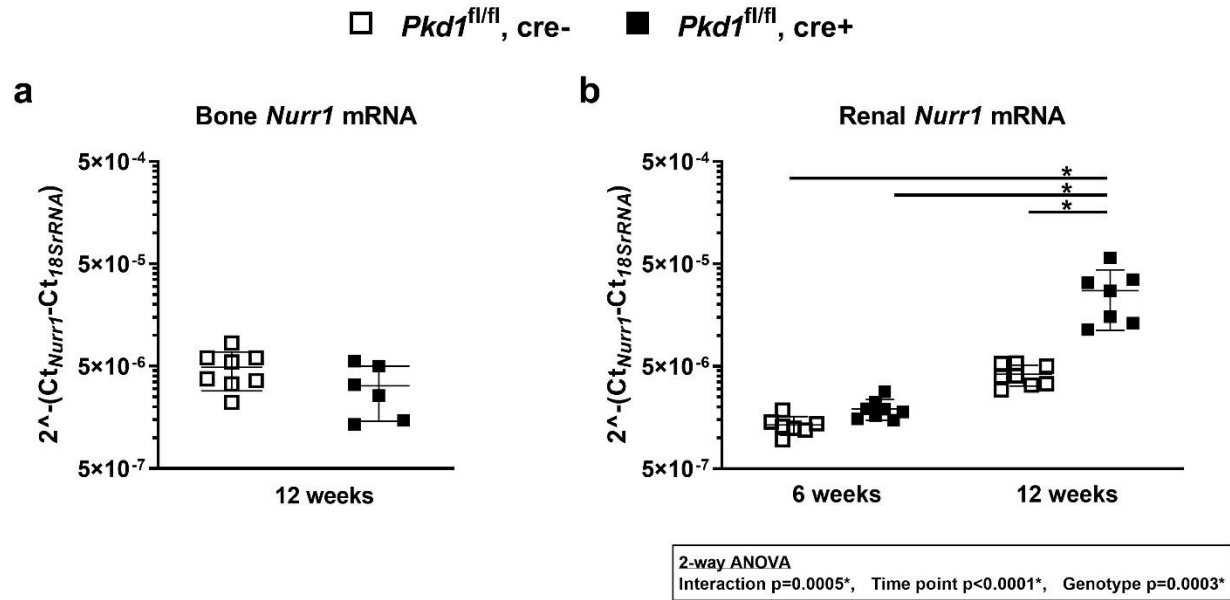 Pkd1fl/fl, cre- Pkd1fl/fl, cre+
a
Bone Nurr1 mRNA
2^-(CtNurr1-Ct18SrRNA)
5×10-4
5×10-5
5×10-6
5×10-7
12 weeks
b
Renal Nurr1 mRNA
2^-(CtNurr1-Ct18SrRNA)
5×10-4
5×10-5
5×10-6
5×10-7
*
*
*
6 weeks 12 weeks
2-way ANOVA
Interaction p=0.0005*, Time point p<0.0001*, Genotype p=0.0003*